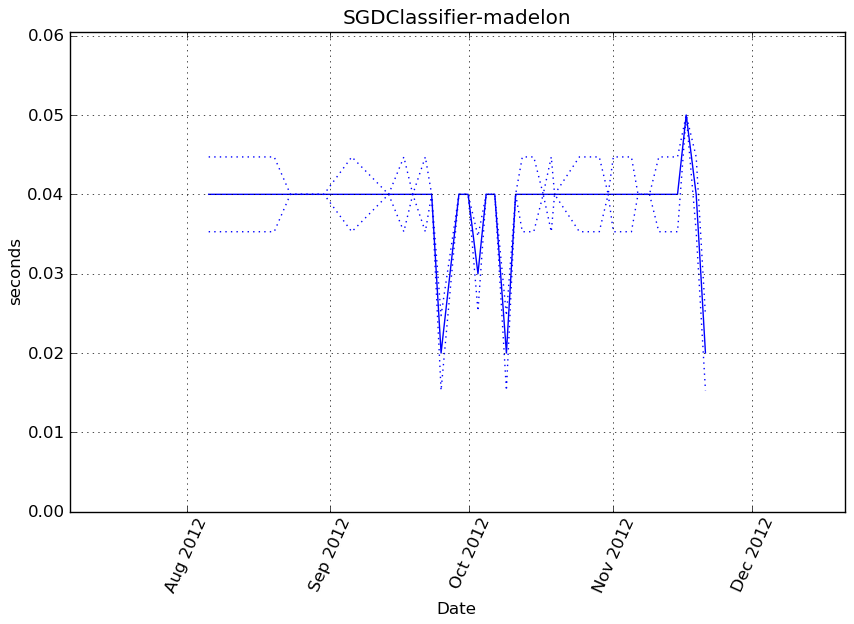 SGDClassifier-madelon
0.06
0.05
0.04
0.03
0.02
0.01
0.00
seconds
Aug 2012
Sep 2012
Oct 2012
Nov 2012
Dec 2012
Date